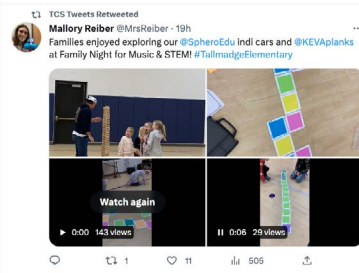 TCS Tweets Retweeted
Mallory Reiber @MrsReiber · 19h
Families enjoyed exploring our @SpheroEdu indi cars and @KEVAplanks
at Family Night for Music & STEM! #TallmadgeElementary
Watch again
0:00 143 views
0:06 29 views
1
11
505